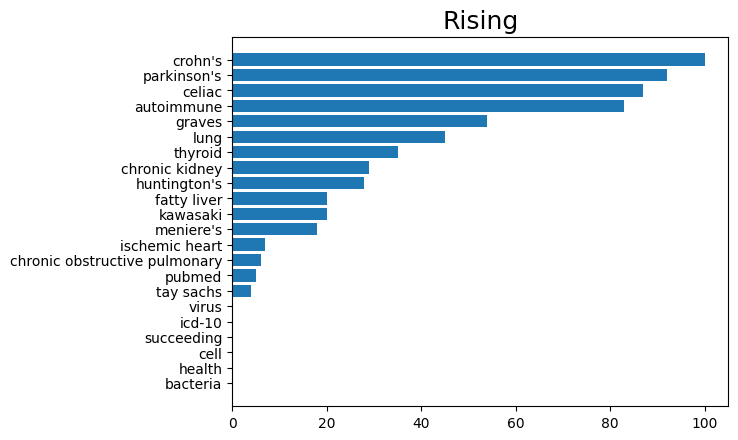 Rising
crohn's
parkinson's
celiac
autoimmune
graves
lung
thyroid
chronic kidney
huntington's
fatty liver
kawasaki
meniere's
ischemic heart
chronic obstructive pulmonary
pubmed
tay sachs
virus
icd-10
succeeding
cell
health
bacteria
0 20 40 60 80 100